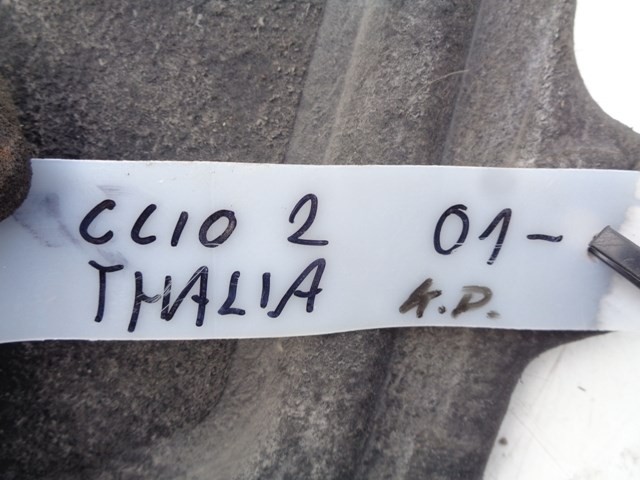 CLIO 2 01-
THALIA K.D.